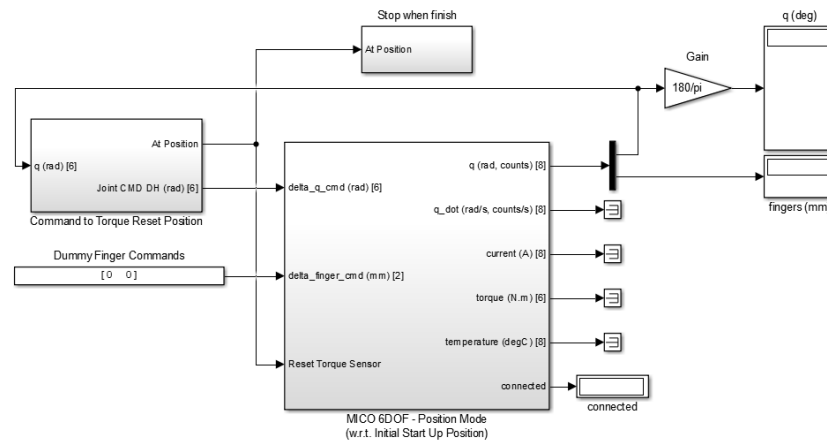 Stop when finish
At Position
q (deg)
Gain
180/pi
At Position
q (rad) [6]
Joint CMD DH (rad) [6]
Command to Torque Reset Position
Dummy Finger Commands
[ 0 0 ]
delta_q_cmd (rad) [6]
delta_finger_cmd (mm) [2]
Reset Torque Sensor
q (rad, counts) [8]
q_dot (rad/s, counts/s) [8]
current (A) [8]
torque (N.m) [6]
temperature (degC) [8]
connected
MICO 6DOF - Position Mode
(w.r.t. Initial Start Up Position)
fingers (mm
connected